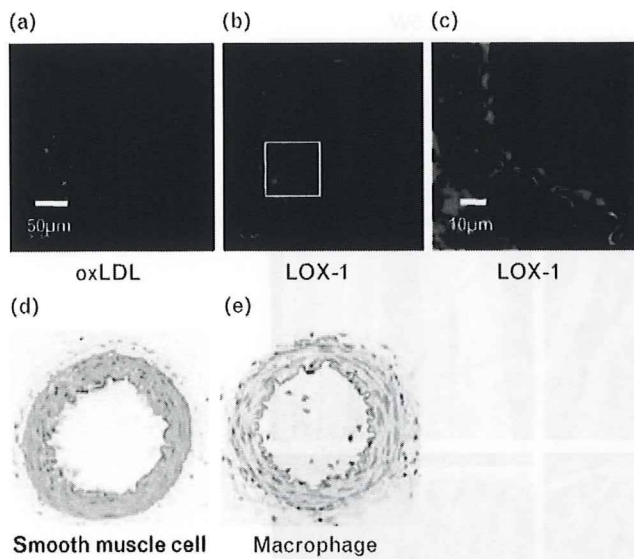 (a)
(b)
(c)
50μm
10μm
oxLDL
LOX-1
LOX-1
(d)
(e)
Smooth muscle cell
Macrophage